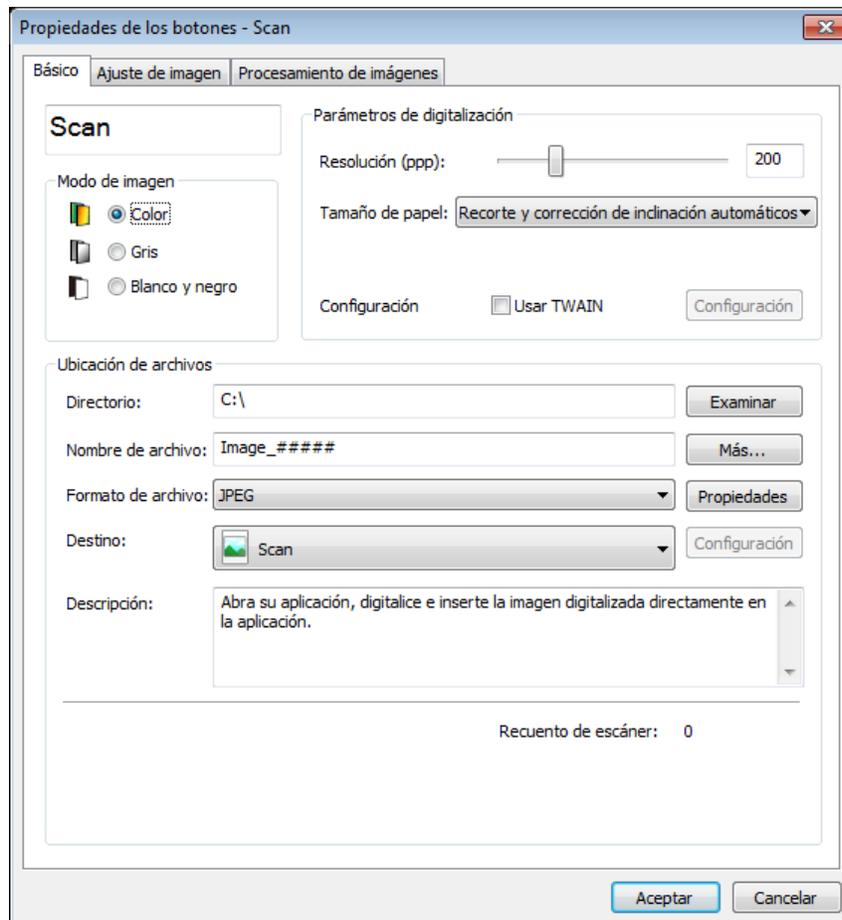 Propiedades de los botones - Scan
Básico
Ajuste de imagen
Procesamiento de imágenes
Scan
Modo de imagen
Color
Gris
Blanco y negro
Parámetros de digitalización
Resolución (ppp):
200
Tamaño de papel:
Recorte y corrección de inclinación automáticos
Configuración
Usar TWAIN
Configuración
Ubicación de archivos
Directorio:
C:\
Examinar
Nombre de archivo:
Image_#####
Más...
Formato de archivo:
JPEG
Propiedades
Destino:
Scan
Configuración
Descripción:
Abra su aplicación, digitalice e inserte la imagen digitalizada directamente en
la aplicación.
Recuento de escáner:
0
Aceptar
Cancelar